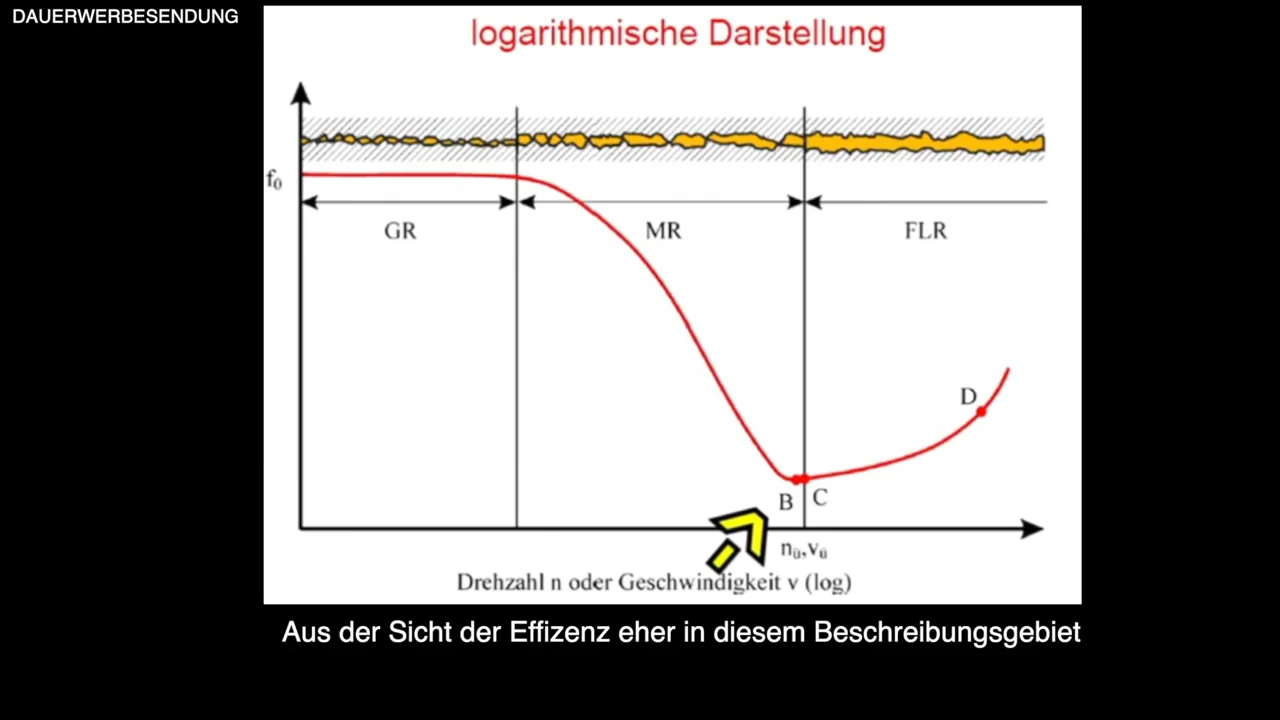 DAUERWERBESENDUNG
logarithmische Darstellung
f₀
GR
MR
FLR
D
B
C
nü,vü
Drehzahl n oder Geschwindigkeit v (log)
Aus der Sicht der Effizenz eher in diesem Beschreibungsgebiet